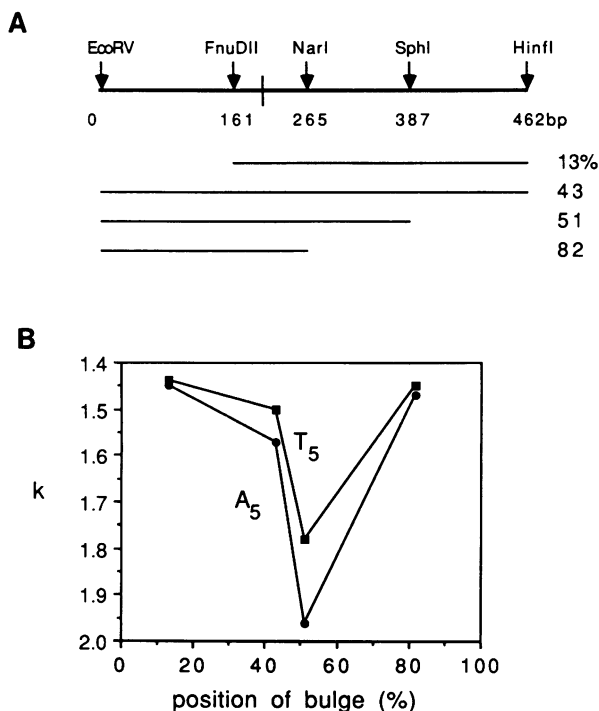 A
EcoRV FnuDII NarI SphI HinfI
0 161 265 387 462bp
13%
43
51
82
B
1.4
1.5
1.6
1.7
1.8
1.9
2.0
k
T5
A5
0 20 40 60 80 100
position of bulge (%)